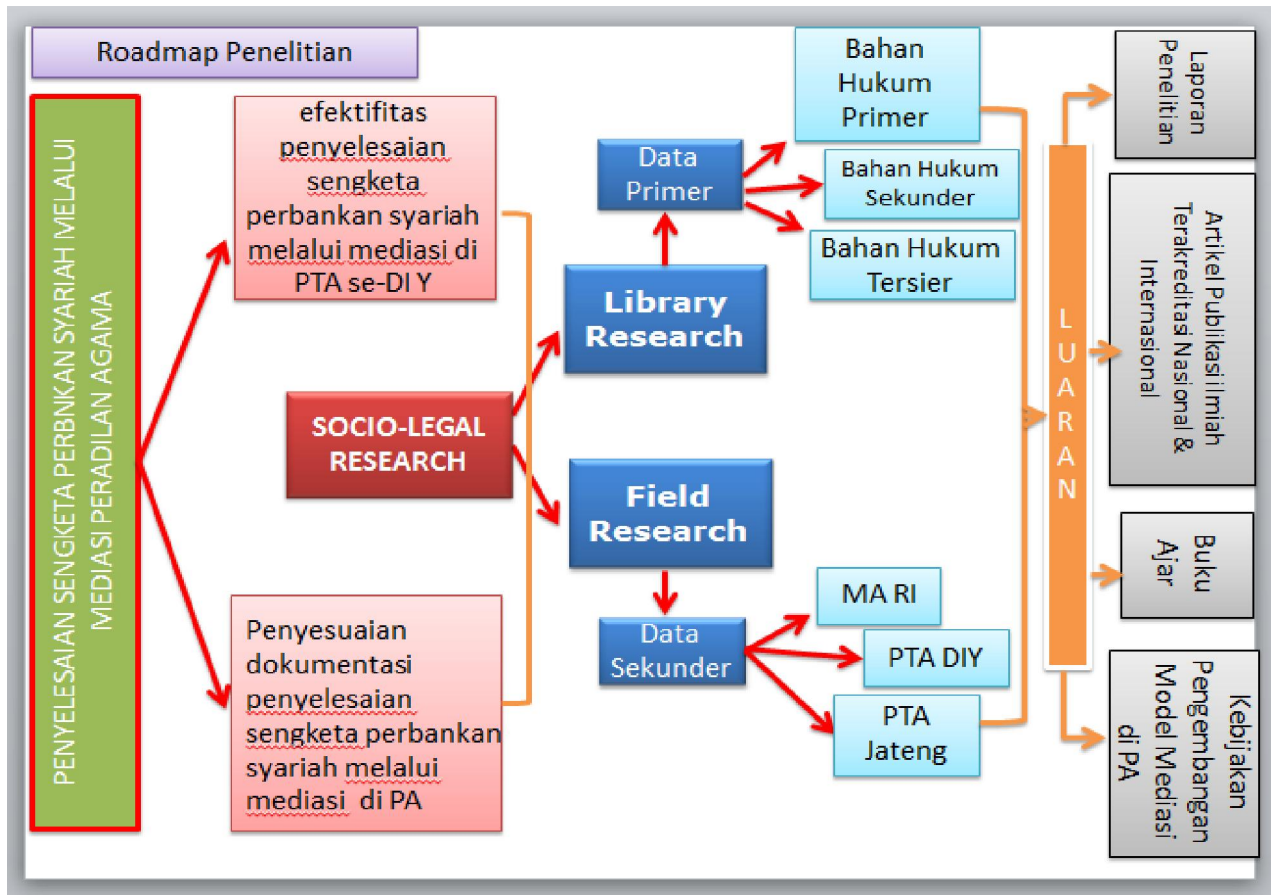 Roadmap Penelitian
PENYELESAIAN SENGKETA PERBNKAN SYARIAH MELALUI
MEDIASI PERADILAN AGAMA
efektifitas
penyelesaian
sengketa
perbankan syariah
melalui mediasi di
PTA se-DI Y
Penyesuaian
dokumentasi
penyelesaian
sengketa perbankan
syariah melalui
mediasi di PA
SOCIO-LEGAL
RESEARCH
Library
Research
Field
Research
Data
Primer
Data
Sekunder
Bahan
Hukum
Primer
Bahan Hukum
Sekunder
Bahan Hukum
Tersier
MA RI
PTA DIY
PTA
Jateng
L
U
A
R
A
N
Laporan
Penelitian
Artikel Publikasi ilmiah
Terakreditasi Nasional &
Internasional
Buku
Ajar
Kebijakan
Pengembangan
Model Mediasi
di PA